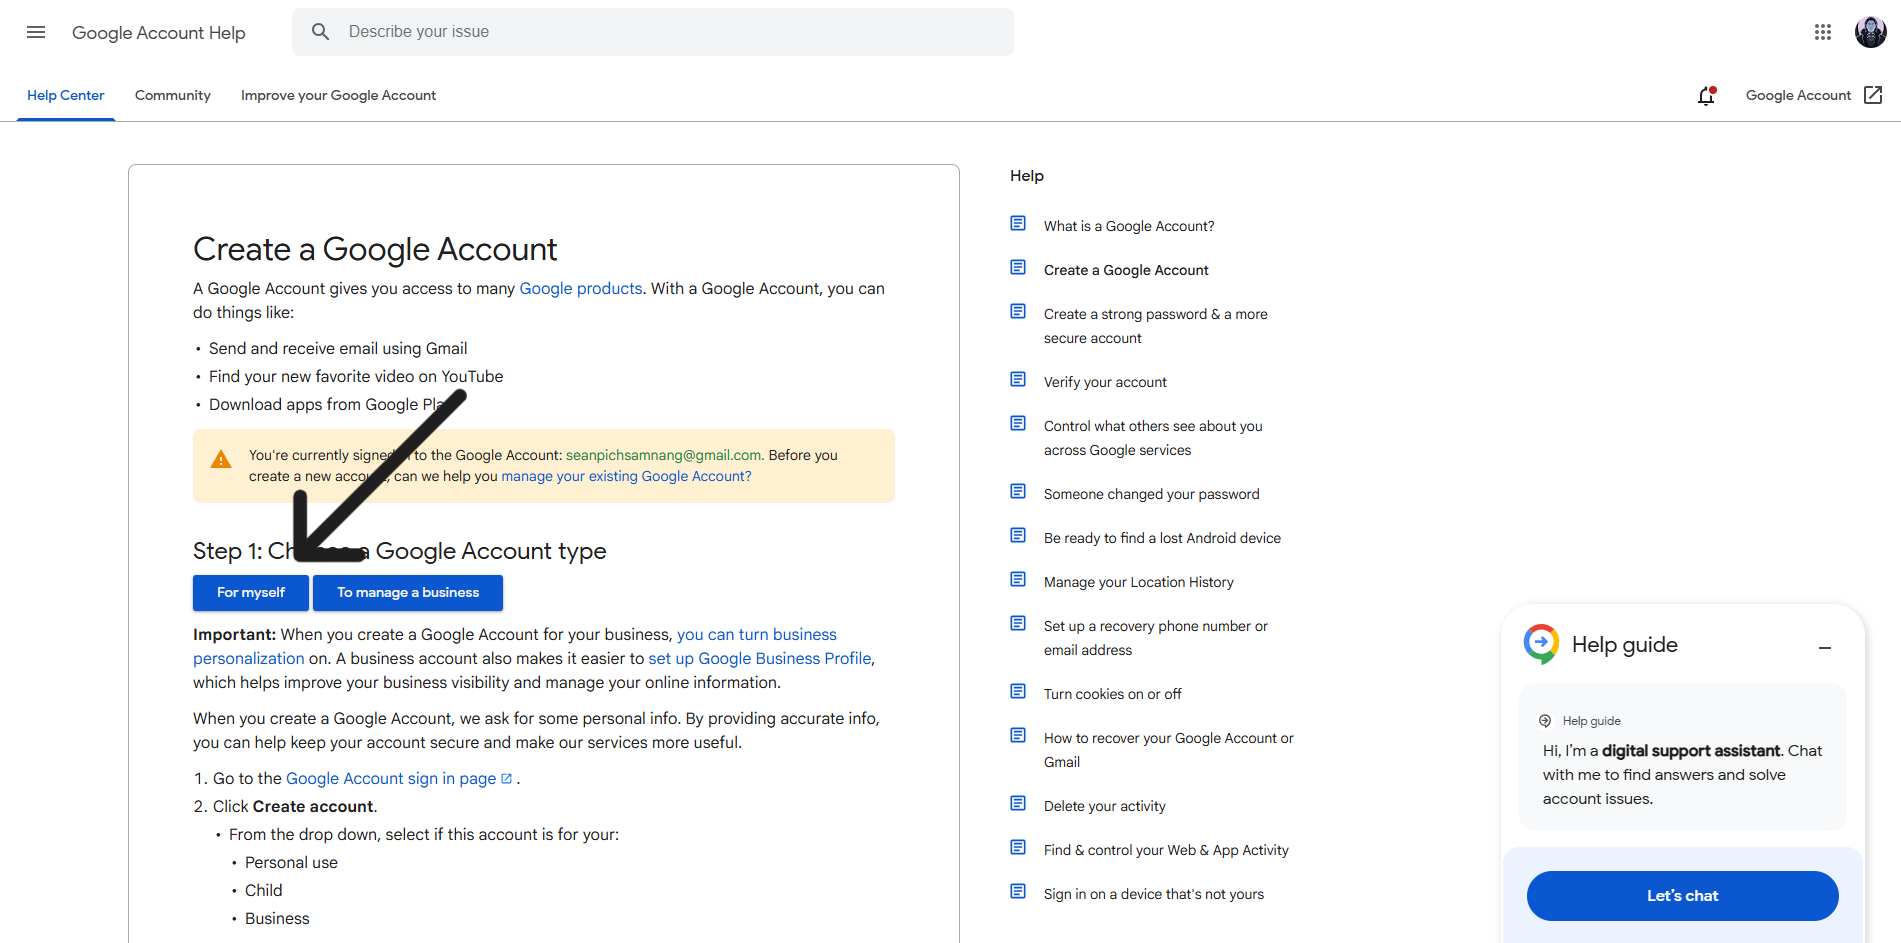 Google Account Help
Describe your issue
Help Center
Community
Improve your Google Account
Google Account
Create a Google Account
A Google Account gives you access to many Google products. With a Google Account, you can
do things like:
• Send and receive email using Gmail
• Find your new favorite video on YouTube
• Download apps from Google
You're currently signed to the Google Account: seanpichsamnang@gmail.com. Before you
create a new can we help you manage your existing Google Account?
Step 1: a Google Account type
For myself
To manage a business
Important: When you create a Google Account for your business, you can turn business
personalization on. A business account also makes it easier to set up Google Business Profile,
which helps improve your business visibility and manage your online information.
When you create a Google Account, we ask for some personal info. By providing accurate info,
you can help keep your account secure and make our services more useful.
1. Go to the Google Account sign in page .
2. Click Create account.
• From the drop down, select if this account is for your:
• Personal use
• Child
• Business
Help
What is a Google Account?
Create a Google Account
Create a strong password & a more
secure account
Verify your account
Control what others see about you
across Google services
Someone changed your password
Be ready to find a lost Android device
Manage your Location History
Set up a recovery phone number or
email address
Turn cookies on or off
How to recover your Google Account or
Gmail
Delete your activity
Find & control your Web & App Activity
Sign in on a device that's not yours
Help guide
Help guide
Hi, I’m a digital support assistant. Chat
with me to find answers and solve
account issues.
Let’s chat